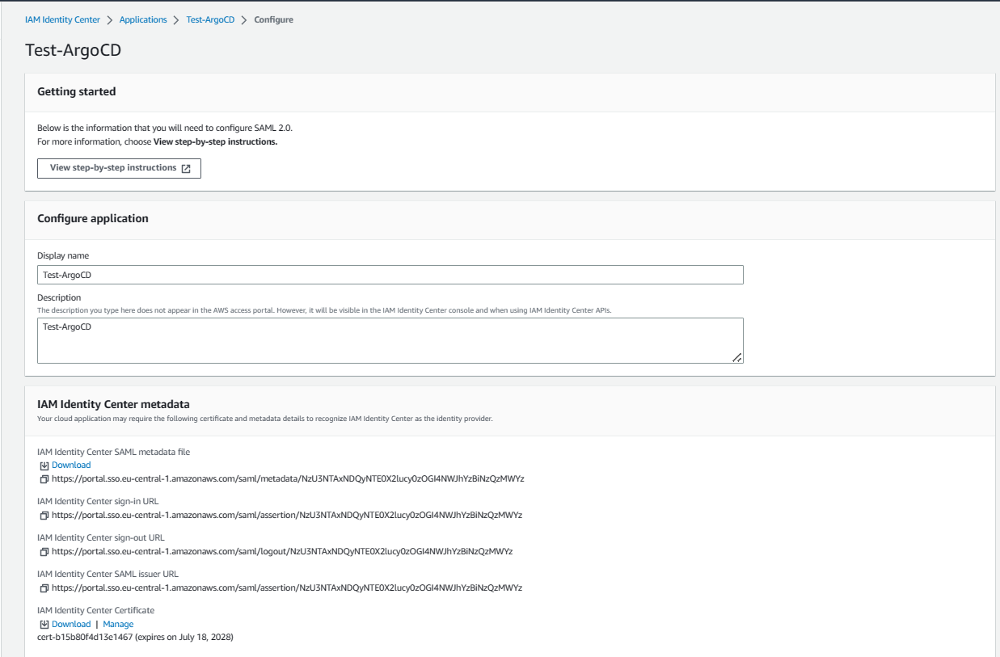 IAM Identity Center > Applications > Test-ArgoCD > Configure
Test-ArgoCD
Getting started
Below is the information that you will need to configure SAML 2.0.
For more information, choose View step-by-step instructions.
View step-by-step instructions
Configure application
Display name
Test-ArgoCD
Description
The description you type here does not appear in the AWS access portal. However, it will be visible in the IAM Identity Center console and when using IAM Identity Center APIs.
Test-ArgoCD
IAM Identity Center metadata
Your cloud application may require the following certificate and metadata details to recognize IAM Identity Center as the identity provider.
IAM Identity Center SAML metadata file
Download
https://portal.sso.eu-central-1.amazonaws.com/saml/metadata/NzU3NTAxNDQyNTE0X2lucy0zOGI4NWJhYzBiNzQzMWYz
IAM Identity Center sign-in URL
https://portal.sso.eu-central-1.amazonaws.com/saml/assertion/NzU3NTAxNDQyNTE0X2lucy0zOGI4NWJhYzBiNzQzMWYz
IAM Identity Center sign-out URL
https://portal.sso.eu-central-1.amazonaws.com/saml/logout/NzU3NTAxNDQyNTE0X2lucy0zOGI4NWJhYzBiNzQzMWYz
IAM Identity Center SAML issuer URL
https://portal.sso.eu-central-1.amazonaws.com/saml/assertion/NzU3NTAxNDQyNTE0X2lucy0zOGI4NWJhYzBiNzQzMWYz
IAM Identity Center Certificate
Download | Manage
cert-b15b80f4d13e1467 (expires on July 18, 2028)